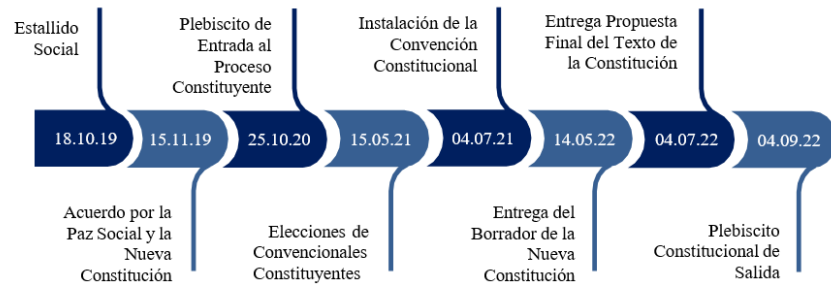 Estallido
Social
Plebiscito de
Entrada al
Proceso
Constituyente
Instalación de la
Convención
Constitucional
Entrega Propuesta
Final del Texto de
la Constitución
18.10.19
15.11.19
25.10.20
15.05.21
04.07.21
14.05.22
04.07.22
04.09.22
Acuerdo por la
Paz Social y la
Nueva
Constitución
Elecciones de
Convencionales
Constituyentes
Entrega del
Borrador de la
Nueva
Constitución
Plebiscito
Constitucional de
Salida